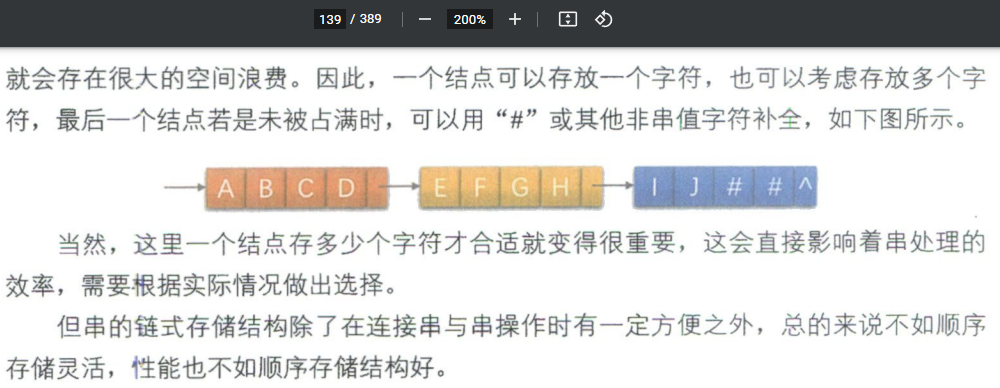 139 / 389 — 200% +
就会存在很大的空间浪费。因此，一个结点可以存放一个字符，也可以考虑存放多个字
符，最后一个结点若是未被占满时，可以用“#”或其他非串值字符补全，如下图所示。
A B C D E F G H I J # # ^
当然，这里一个结点存多少个字符才合适就变得很重要，这会直接影响着串处理的
效率，需要根据实际情况做出选择。
但串的链式存储结构除了在连接串与串操作时有一定方便之外，总的来说不如顺序
存储灵活，性能也不如顺序存储结构好。